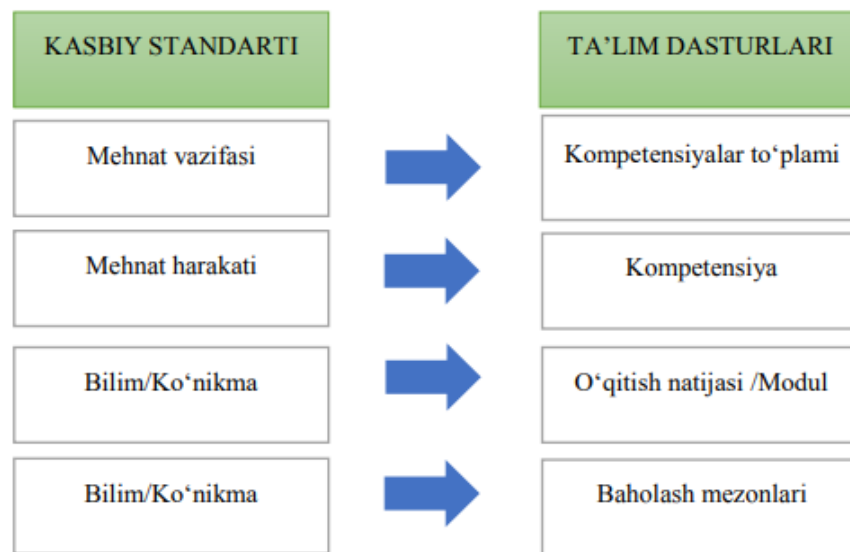 KASBIY STANDARTI
TA’LIM DASTURLARI
Mehnat vazifasi
Kompetensiyalar to‘plami
Mehnat harakati
Kompetensiya
Bilim/Ko‘nikma
O‘qitish natijasi /Modul
Bilim/Ko‘nikma
Baholash mezonlari